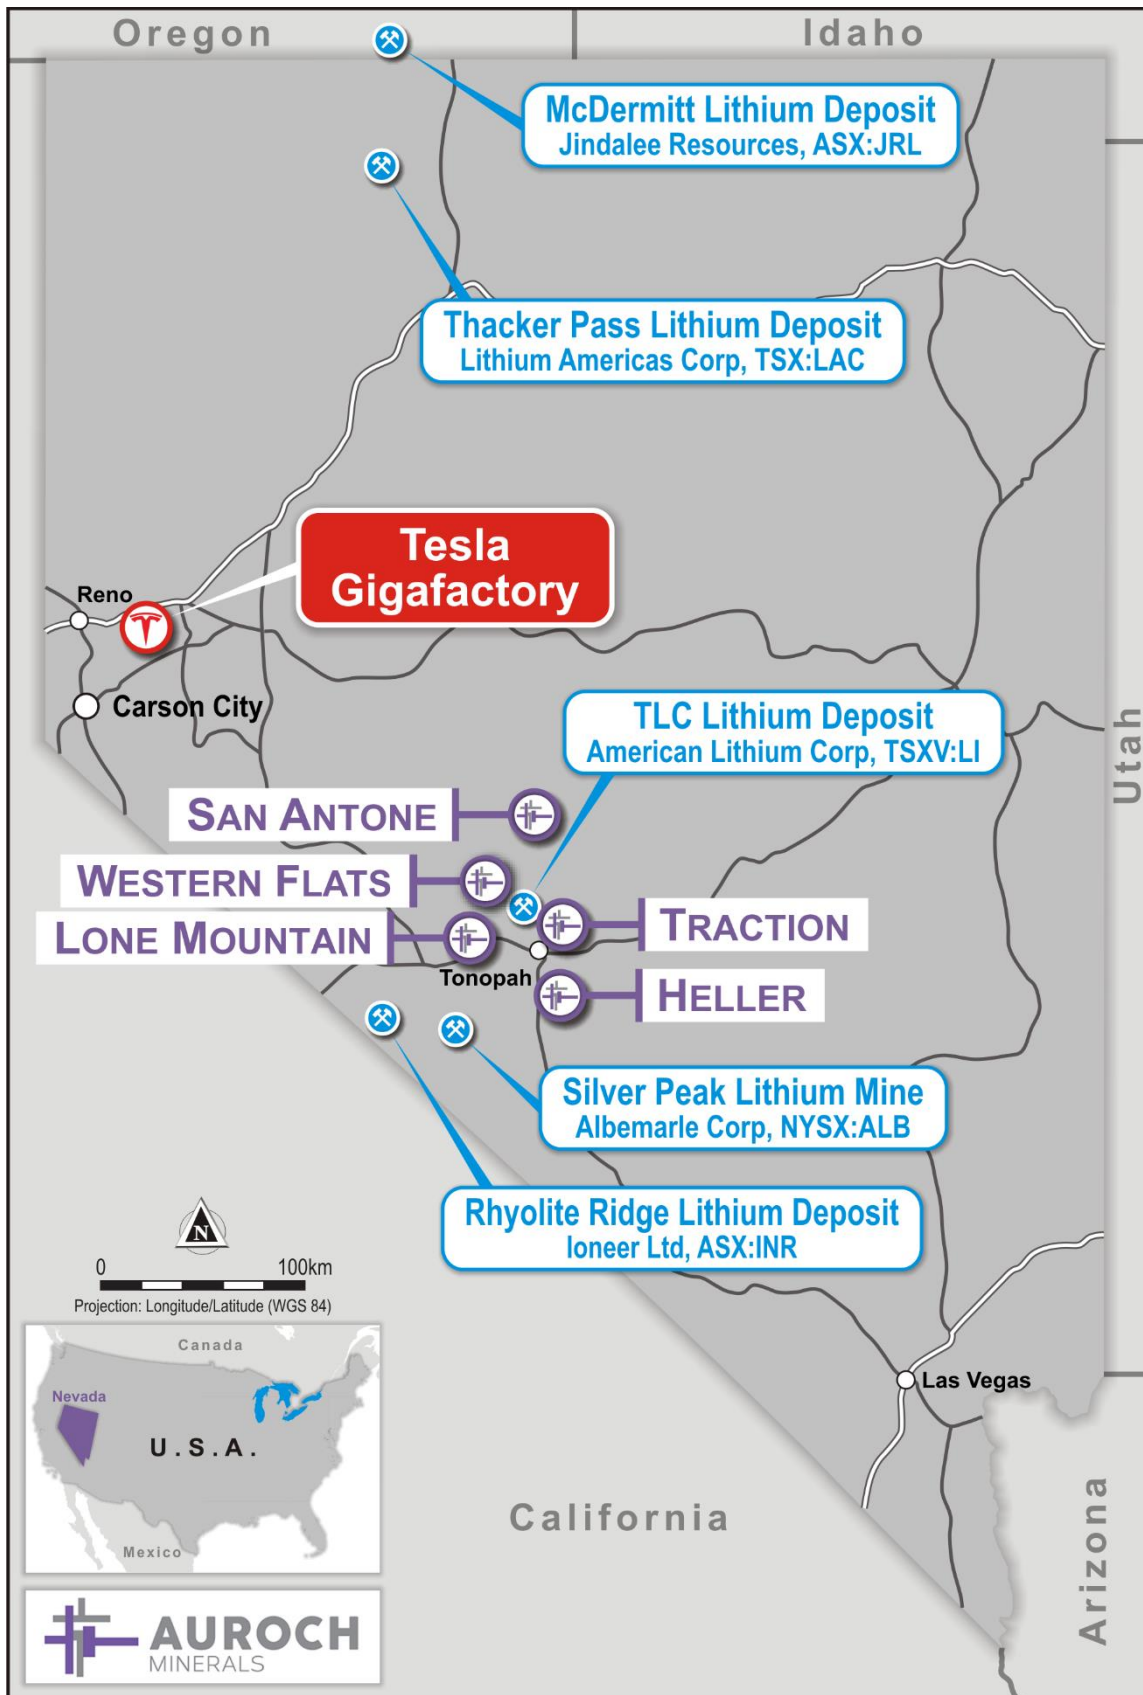 Oregon
Idaho
McDermitt Lithium Deposit
Jindalee Resources, ASX:JRL
Thacker Pass Lithium Deposit
Lithium Americas Corp, TSX:LAC
Tesla
Gigafactory
Reno
Carson City
TLC Lithium Deposit
American Lithium Corp, TSXV:LI
Utah
SAN ANTONE
WESTERN FLATS
LONE MOUNTAIN
TRACTION
Tonopah
HELLER
Silver Peak Lithium Mine
Albemarle Corp, NYSX:ALB
Rhyolite Ridge Lithium Deposit
Ioneer Ltd, ASX:INR
N
0 100km
Projection: Longitude/Latitude (WGS 84)
Canada
Nevada
U.S.A.
Mexico
Las Vegas
California
Arizona
AUROCH
MINERALS